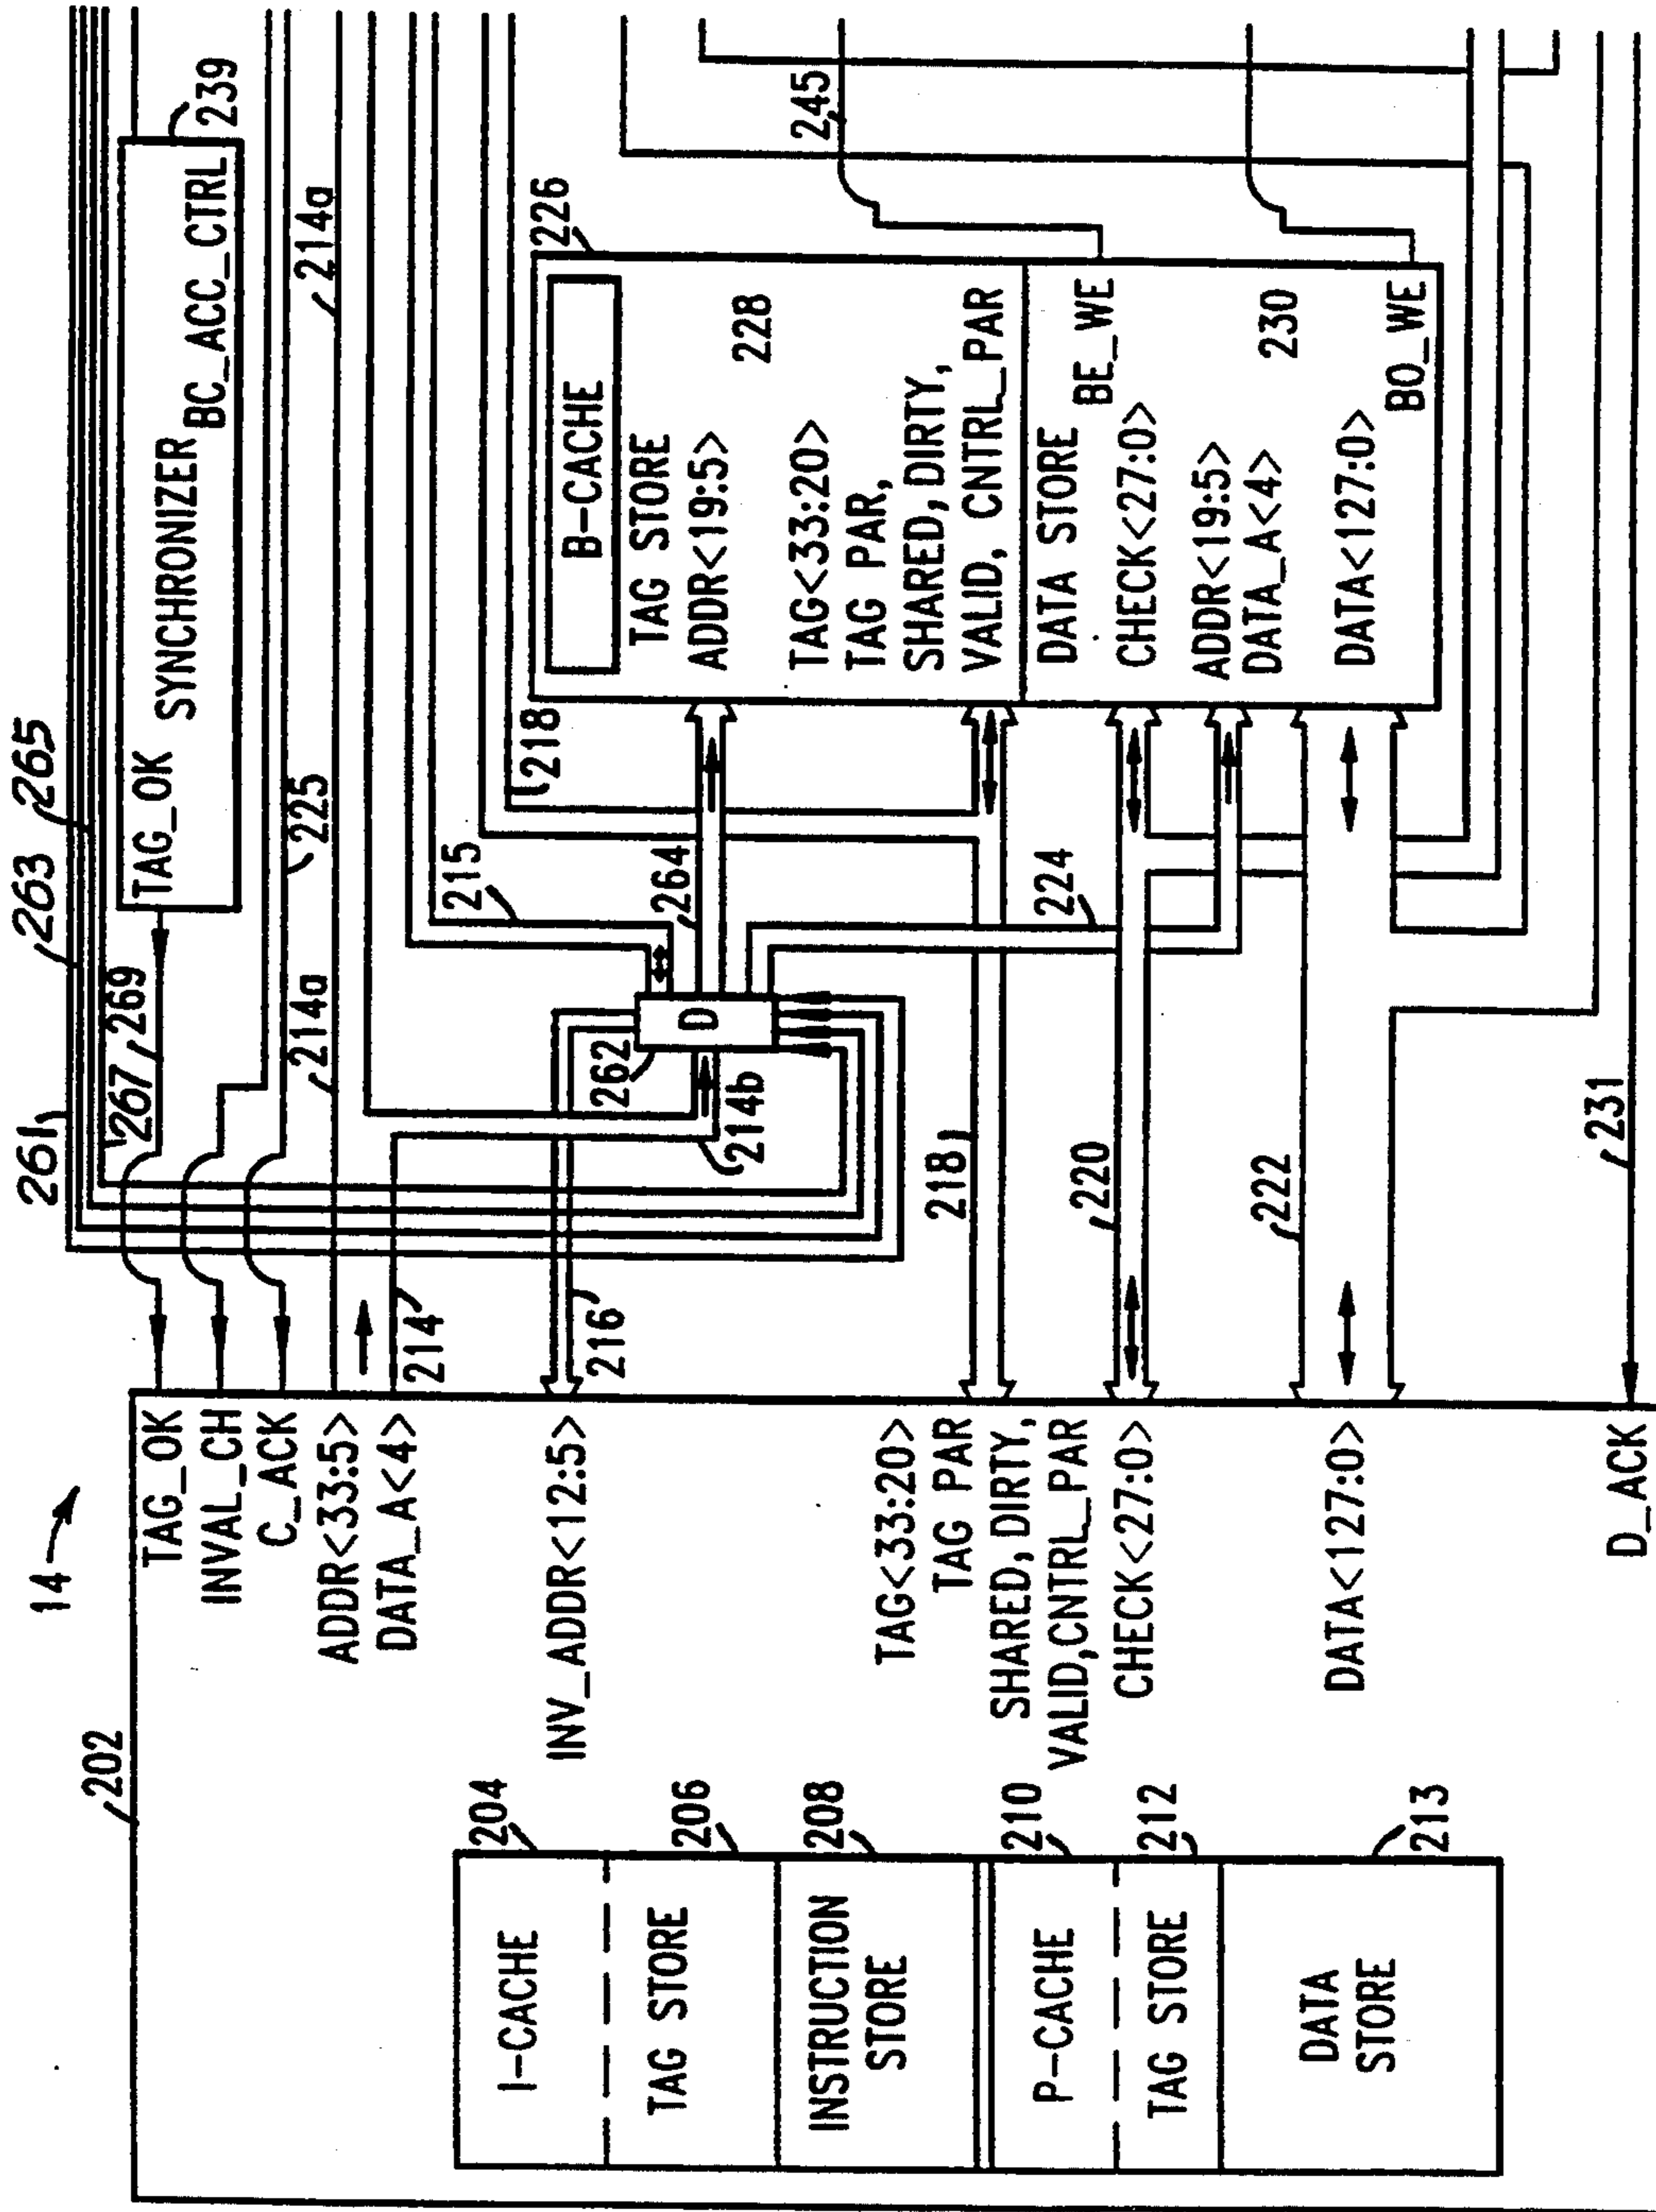 14
202
I-CACHE
204
TAG STORE
206
INSTRUCTION
STORE
208
P-CACHE
210
TAG STORE
212
DATA
STORE
213
TAG_OK
INVAL_CH
C_ACK
ADDR<33:5>
DATA_A<4>
INV_ADDR<12:5>
TAG<33:20>
TAG PAR
SHARED, DIRTY,
VALID,CNTRL_PAR
CHECK<27:0>
DATA<127:0>
D_ACK
261
263
265
267
269
TAG_OK
SYNCHRONIZER
BC_ACC_CTRL
239
225
214a
214a
214
214b
215
216
262
D
264
218
218
220
222
224
231
226
B-CACHE
TAG STORE
ADDR<19:5>
228
TAG<33:20>
TAG PAR,
SHARED, DIRTY,
VALID, CNTRL_PAR
DATA STORE
BE_WE
CHECK<27:0>
ADDR<19:5>
230
DATA_A<4>
DATA<127:0>
BO_WE
245